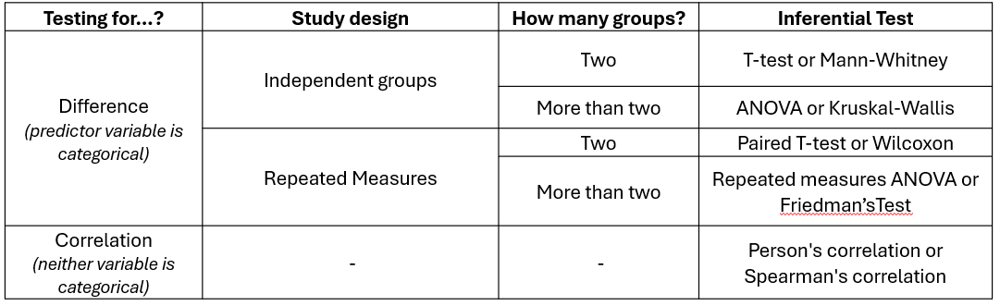 Testing for...?
Study design
How many groups?
Inferential Test
Difference
(predictor variable is
categorical)
Independent groups
Two
T-test or Mann-Whitney
More than two
ANOVA or Kruskal-Wallis
Repeated Measures
Two
Paired T-test or Wilcoxon
More than two
Repeated measures ANOVA or
Friedman'sTest
Correlation
(neither variable is
categorical)
-
-
Person's correlation or
Spearman's correlation